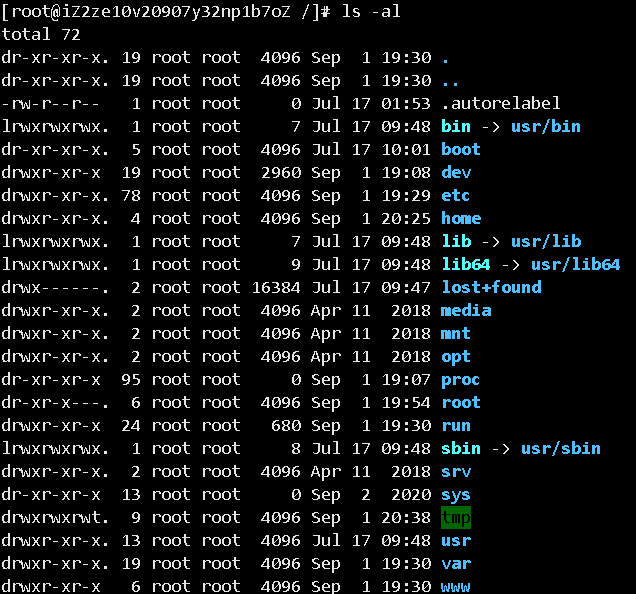 [root@iZ2ze10v20907y32np1b7oZ /]# ls -al
total 72
dr-xr-xr-x. 19 root root  4096 Sep  1 19:30 .
dr-xr-xr-x. 19 root root  4096 Sep  1 19:30 ..
-rw-r--r--   1 root root     0 Jul 17 01:53 .autorelabel
lrwxrwxrwx.  1 root root     7 Jul 17 09:48 bin -> usr/bin
dr-xr-xr-x.  5 root root  4096 Jul 17 10:01 boot
drwxr-xr-x  19 root root  2960 Sep  1 19:08 dev
drwxr-xr-x. 78 root root  4096 Sep  1 19:29 etc
drwxr-xr-x.  4 root root  4096 Sep  1 20:25 home
lrwxrwxrwx.  1 root root     7 Jul 17 09:48 lib -> usr/lib
lrwxrwxrwx.  1 root root     9 Jul 17 09:48 lib64 -> usr/lib64
drwx------.  2 root root 16384 Jul 17 09:47 lost+found
drwxr-xr-x.  2 root root  4096 Apr 11  2018 media
drwxr-xr-x.  2 root root  4096 Apr 11  2018 mnt
drwxr-xr-x.  2 root root  4096 Apr 11  2018 opt
dr-xr-xr-x  95 root root     0 Sep  1 19:07 proc
dr-xr-x---.  6 root root  4096 Sep  1 19:54 root
drwxr-xr-x  24 root root   680 Sep  1 19:30 run
lrwxrwxrwx.  1 root root     8 Jul 17 09:48 sbin -> usr/sbin
drwxr-xr-x.  2 root root  4096 Apr 11  2018 srv
dr-xr-xr-x  13 root root     0 Sep  2  2020 sys
drwxrwxrwt.  9 root root  4096 Sep  1 20:38 tmp
drwxr-xr-x. 13 root root  4096 Jul 17 09:48 usr
drwxr-xr-x. 19 root root  4096 Sep  1 19:30 var
drwxr-xr-x   6 root root  4096 Sep  1 19:30 www